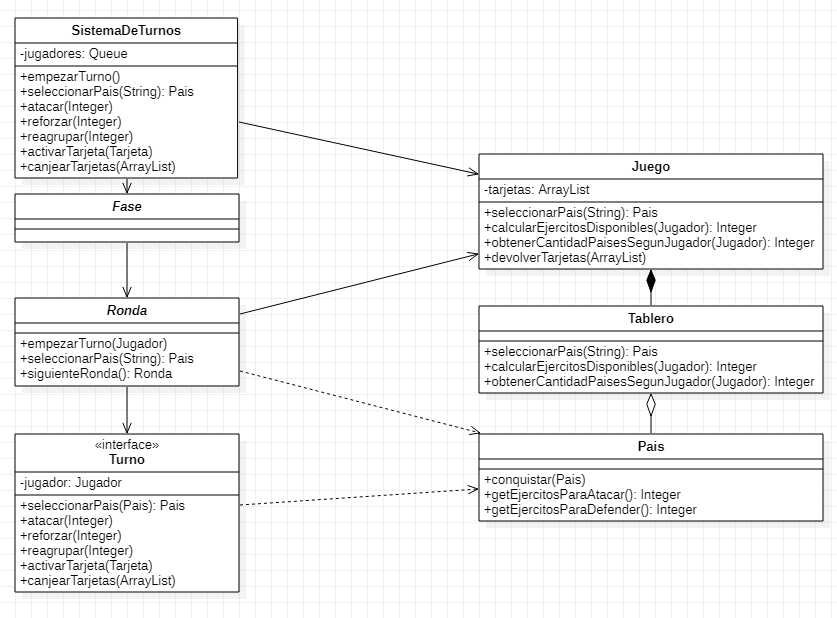 SistemaDeTurnos
-jugadores: Queue
+empezarTurno()
+seleccionarPais(String): Pais
+atacar(Integer)
+reforzar(Integer)
+reagrupar(Integer)
+activarTarjeta(Tarjeta)
+canjearTarjetas(ArrayList)
Fase
Ronda
+empezarTurno(Jugador)
+seleccionarPais(String): Pais
+siguienteRonda(): Ronda
«interface»
Turno
-jugador: Jugador
+seleccionarPais(Pais): Pais
+atacar(Integer)
+reforzar(Integer)
+reagrupar(Integer)
+activarTarjeta(Tarjeta)
+canjearTarjetas(ArrayList)
Juego
-tarjetas: ArrayList
+seleccionarPais(String): Pais
+calcularEjercitosDisponibles(Jugador): Integer
+obtenerCantidadPaisesSegunJugador(Jugador): Integer
+devolverTarjetas(ArrayList)
Tablero
+seleccionarPais(String): Pais
+calcularEjercitosDisponibles(Jugador): Integer
+obtenerCantidadPaisesSegunJugador(Jugador): Integer
Pais
+conquistar(Pais)
+getEjercitosParaAtacar(): Integer
+getEjercitosParaDefender(): Integer